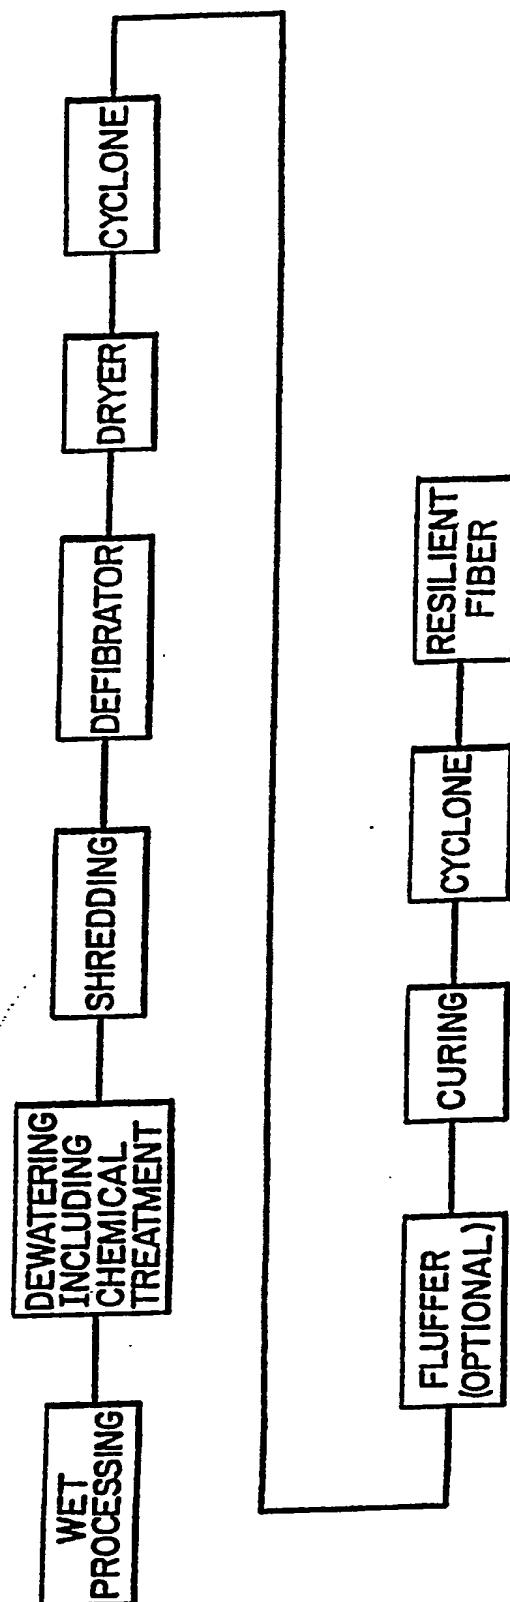 WET
PROCESSING
DEWATERING
INCLUDING
CHEMICAL
TREATMENT
SHREDDING
DEFIBRATOR
DRYER
CYCLONE
FLUFFER
(OPTIONAL)
CURING
CYCLONE
RESILIENT
FIBER